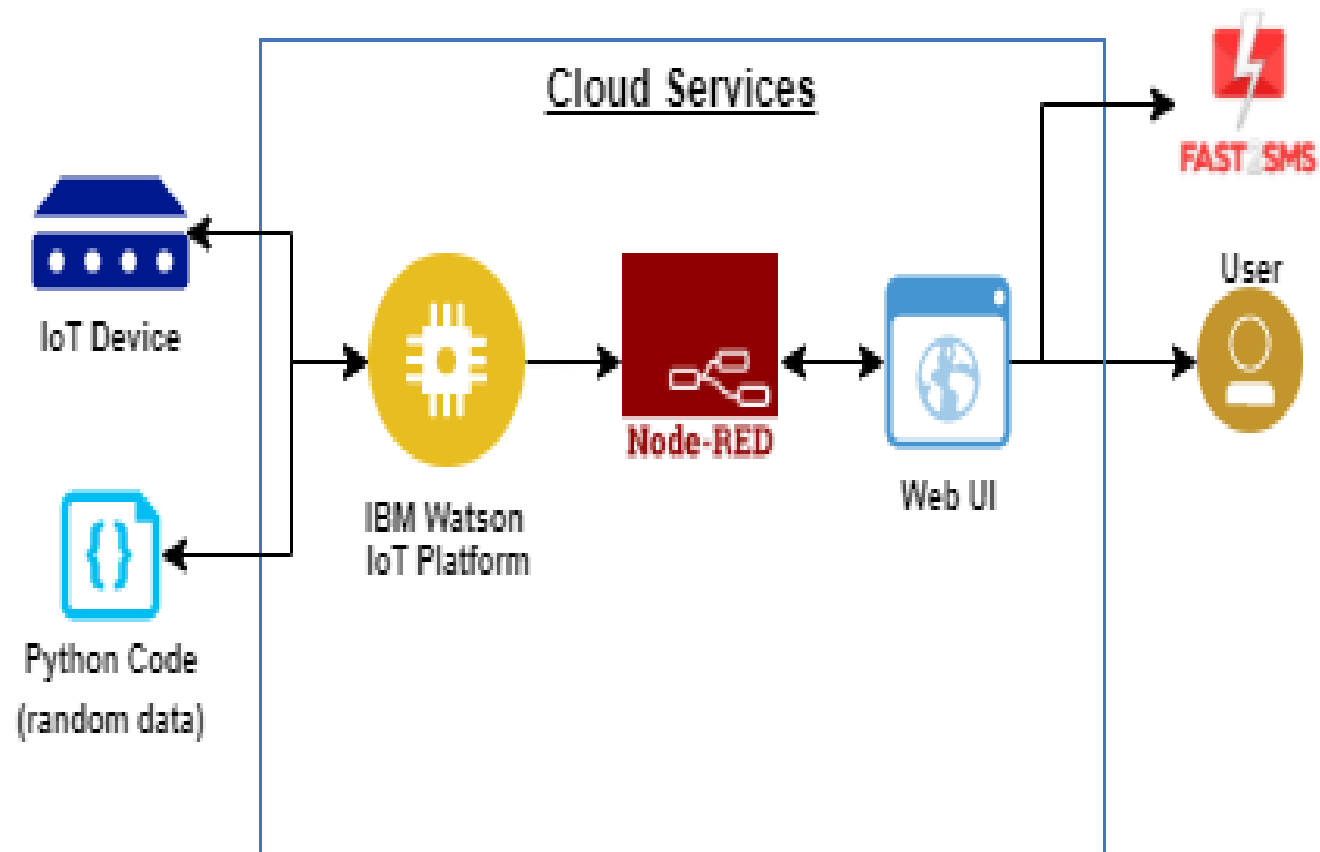 Cloud Services
FAST2SMS
User
IoT Device
Node-RED
Web UI
IBM Watson
IoT Platform
Python Code
(random data)